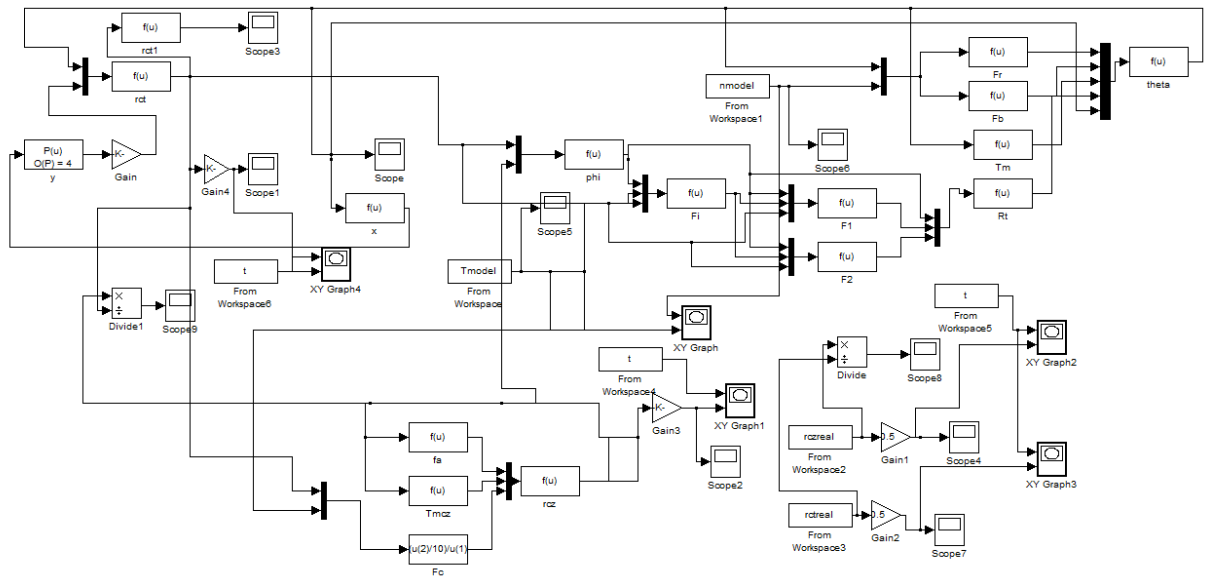 f(u)
rct1
Scope3
f(u)
rct
P(u)
O(P) = 4
y
K-
Gain
K-
Gain4
Scope1
Scope
f(u)
x
t
From
Workspace6
XY Graph4
×
÷
Divide1
Scope9
f(u)
phi
Scope5
f(u)
Fi
Tmodel
From
Workspace
nmodel
From
Workspace1
Scope6
f(u)
Fr
f(u)
Fb
f(u)
Tm
f(u)
Rt
f(u)
theta
f(u)
F1
f(u)
F2
XY Graph
t
From
Workspace4
K-
Gain3
XY Graph1
Scope2
f(u)
fa
f(u)
Tmcz
(u(2)/10)/u(1)
Fc
f(u)
rcz
t
From
Workspace5
XY Graph2
×
÷
Divide
Scope8
rczreal
From
Workspace2
0.5
Gain1
Scope4
XY Graph3
rctreal
From
Workspace3
0.5
Gain2
Scope7